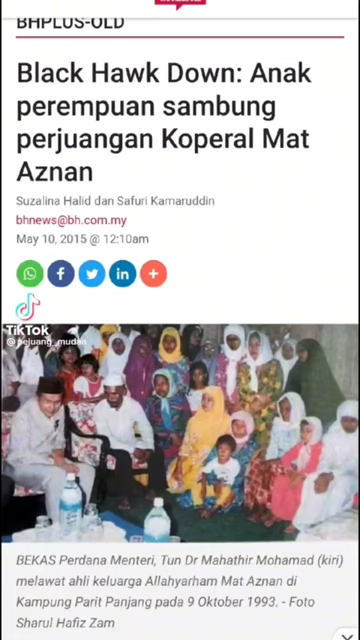 BHPLUS-OLD
Black Hawk Down: Anak
perempuan sambung
perjuangan Koperal Mat
Aznan
Suzalina Halid dan Safuri Kamaruddin
bhnews@bh.com.my
May 10, 2015 @ 12:10am
TikTok
@pejuang_mudah
BEKAS Perdana Menteri, Tun Dr Mahathir Mohamad (kiri)
melawat ahli keluarga Allahyarham Mat Aznan di
Kampung Parit Panjang pada 9 Oktober 1993. - Foto
Sharul Hafiz Zam